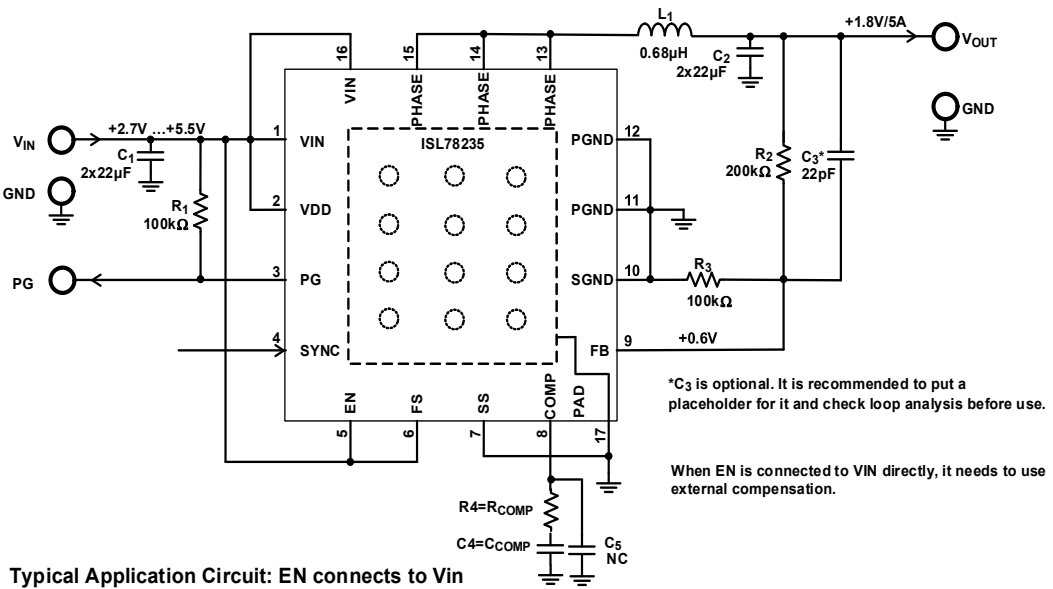 L1
0.68µH
+1.8V/5A
VOUT
C2
2x22µF
GND
16
15
14
13
VIN
PHASE
PHASE
PHASE
ISL78235
VIN
+2.7V ...+5.5V
C1
2x22µF
GND
R1
100kΩ
PG
1
VIN
2
VDD
3
PG
4
SYNC
12
PGND
11
PGND
10
SGND
9
FB
R2
200kΩ
C3*
22pF
R3
100kΩ
+0.6V
EN
FS
SS
COMP
PAD
5
6
7
8
17
*C3 is optional. It is recommended to put a
placeholder for it and check loop analysis before use.
When EN is connected to VIN directly, it needs to use
external compensation.
R4=RCOMP
C4=CCOMP
C5
NC
Typical Application Circuit: EN connects to Vin